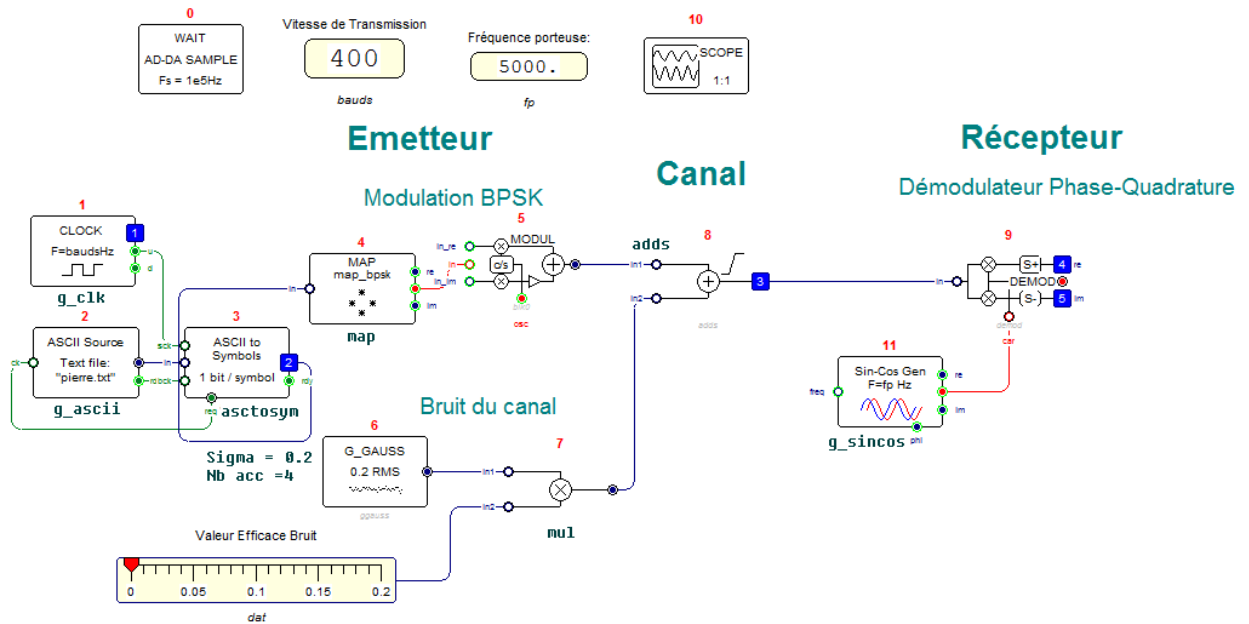 0
WAIT
AD-DA SAMPLE
Fs = 1e5Hz
Vitesse de Transmission
400
bauds
Fréquence porteuse:
5000.
fp
10
SCOPE
1:1
Emetteur
Canal
Récepteur
Modulation BPSK
Démodulateur Phase-Quadrature
1
CLOCK
F=baudsHz
1
u
d
g_clk
2
ASCII Source
Text file:
"pierre.txt"
ck
rdbck
g_ascii
3
ASCII to
Symbols
1 bit / symbol
sck
in
2
rdy
req
asctosym
4
MAP
map_bpsk
in
re
im
map
5
MODUL
in_re
in
in_im
c/s
osc
adds
8
in1
in2
3
adds
9
in
S+
4
re
DEMOD
S-
5
im
demod
car
11
Sin-Cos Gen
F=fp Hz
freq
re
im
phi
g_sincos
Bruit du canal
Sigma = 0.2
Nb acc =4
6
G_GAUSS
0.2 RMS
ggauss
7
in1
in2
mul
Valeur Efficace Bruit
0 0.05 0.1 0.15 0.2
dat